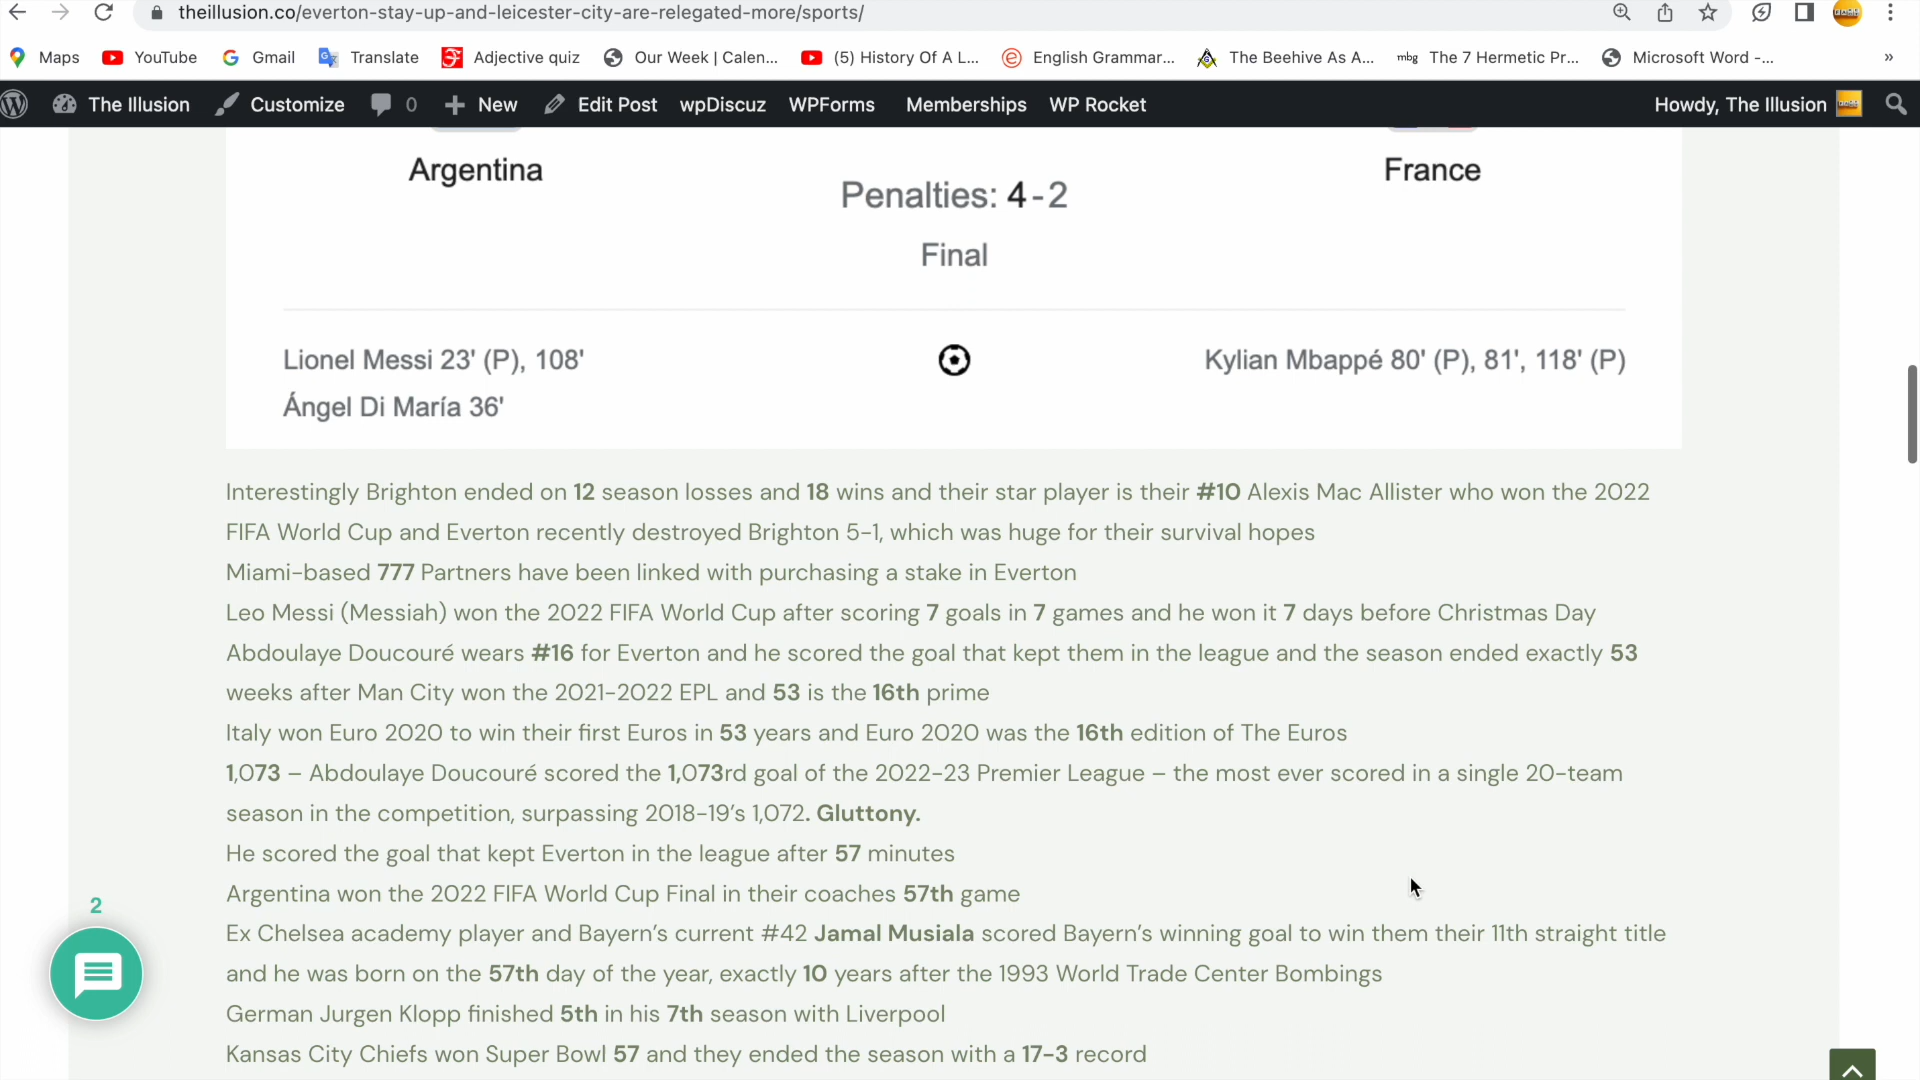 theillusion.co/everton-stay-up-and-leicester-city-are-relegated-more/sports/
Maps YouTube Gmail Translate Adjective quiz Our Week | Calen... (5) History Of A L... English Grammar... The Beehive As A... mbg The 7 Hermetic Pr... Microsoft Word -... »
The Illusion Customize 0 New Edit Post wpDiscuz WPForms Memberships WP Rocket Howdy, The Illusion
Argentina France
Penalties: 4-2
Final
Lionel Messi 23' (P), 108' Kylian Mbappé 80' (P), 81', 118' (P)
Ángel Di María 36'
Interestingly Brighton ended on 12 season losses and 18 wins and their star player is their #10 Alexis Mac Allister who won the 2022
FIFA World Cup and Everton recently destroyed Brighton 5-1, which was huge for their survival hopes
Miami-based 777 Partners have been linked with purchasing a stake in Everton
Leo Messi (Messiah) won the 2022 FIFA World Cup after scoring 7 goals in 7 games and he won it 7 days before Christmas Day
Abdoulaye Doucouré wears #16 for Everton and he scored the goal that kept them in the league and the season ended exactly 53
weeks after Man City won the 2021-2022 EPL and 53 is the 16th prime
Italy won Euro 2020 to win their first Euros in 53 years and Euro 2020 was the 16th edition of The Euros
1,073 – Abdoulaye Doucouré scored the 1,073rd goal of the 2022-23 Premier League – the most ever scored in a single 20-team
season in the competition, surpassing 2018-19's 1,072. Gluttony.
He scored the goal that kept Everton in the league after 57 minutes
Argentina won the 2022 FIFA World Cup Final in their coaches 57th game
Ex Chelsea academy player and Bayern's current #42 Jamal Musiala scored Bayern's winning goal to win them their 11th straight title
2
and he was born on the 57th day of the year, exactly 10 years after the 1993 World Trade Center Bombings
German Jurgen Klopp finished 5th in his 7th season with Liverpool
Kansas City Chiefs won Super Bowl 57 and they ended the season with a 17-3 record